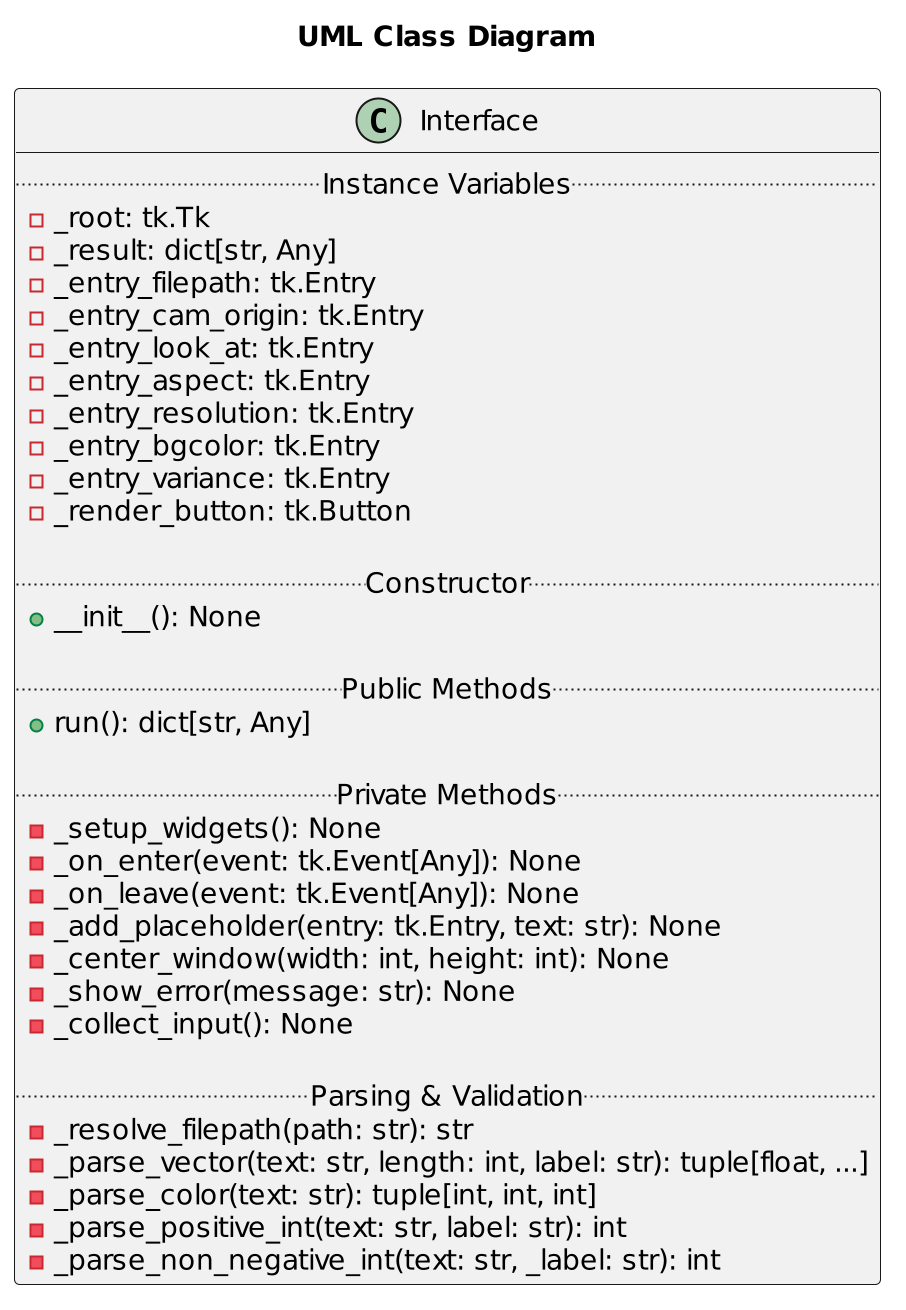 UML Class Diagram
C Interface
Instance Variables
_root: tk.Tk
_result: dict[str, Any]
_entry_filepath: tk.Entry
_entry_cam_origin: tk.Entry
_entry_look_at: tk.Entry
_entry_aspect: tk.Entry
_entry_resolution: tk.Entry
_entry_bgcolor: tk.Entry
_entry_variance: tk.Entry
_render_button: tk.Button
Constructor
__init__(): None
Public Methods
run(): dict[str, Any]
Private Methods
_setup_widgets(): None
_on_enter(event: tk.Event[Any]): None
_on_leave(event: tk.Event[Any]): None
_add_placeholder(entry: tk.Entry, text: str): None
_center_window(width: int, height: int): None
_show_error(message: str): None
_collect_input(): None
Parsing & Validation
_resolve_filepath(path: str): str
_parse_vector(text: str, length: int, label: str): tuple[float, ...]
_parse_color(text: str): tuple[int, int, int]
_parse_positive_int(text: str, label: str): int
_parse_non_negative_int(text: str, _label: str): int